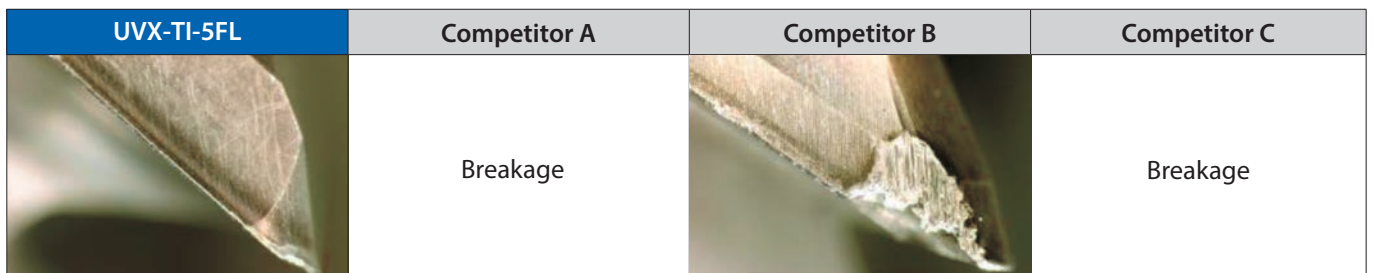 UVX-TI-5FL
Competitor A
Competitor B
Competitor C
Breakage
Breakage